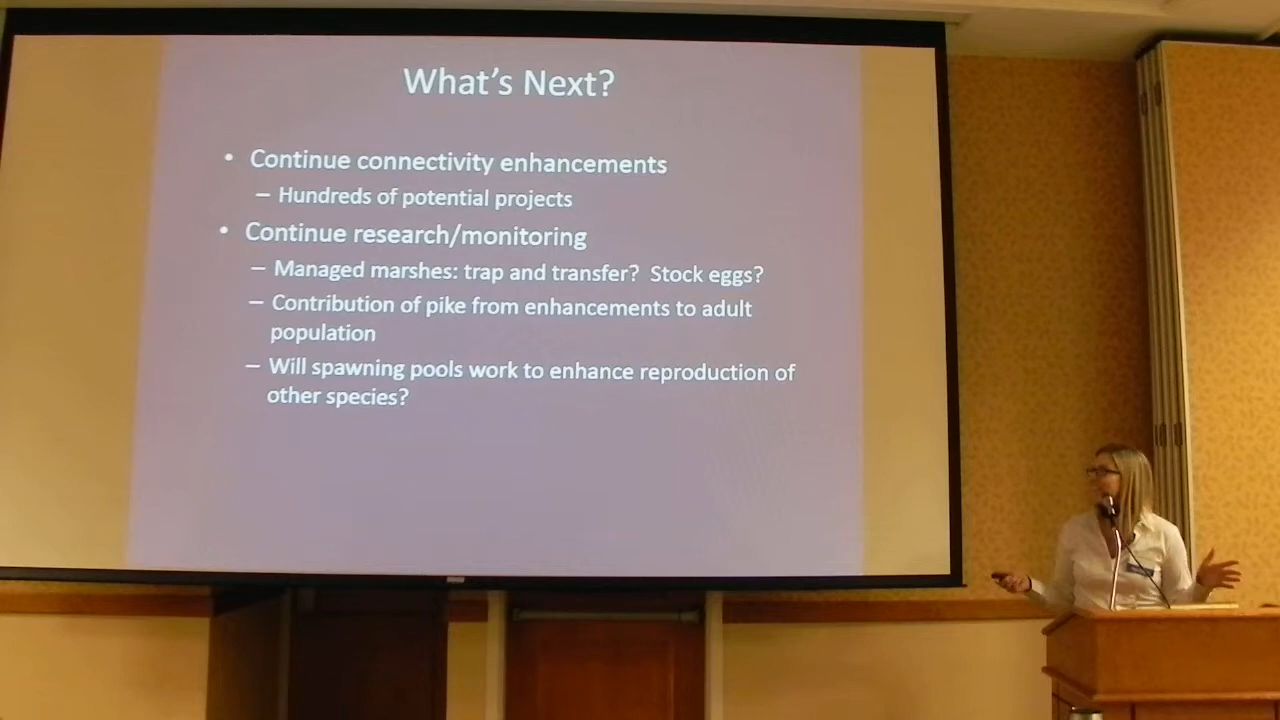 What's Next?
• Continue connectivity enhancements
– Hundreds of potential projects
• Continue research/monitoring
– Managed marshes: trap and transfer?  Stock eggs?
– Contribution of pike from enhancements to adult
population
– Will spawning pools work to enhance reproduction of
other species?